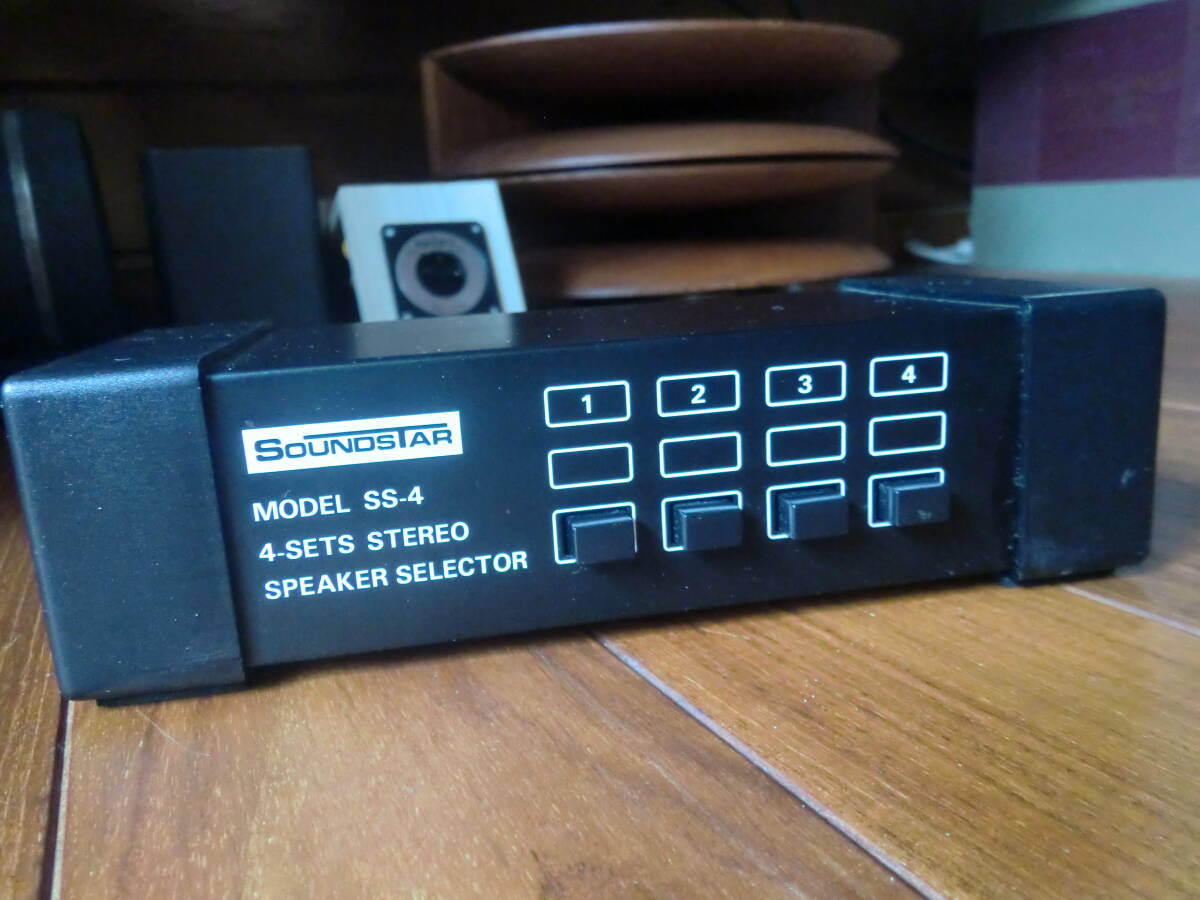 SOUNDSTAR
MODEL SS-4
4-SETS STEREO
SPEAKER SELECTOR
1 2 3 4